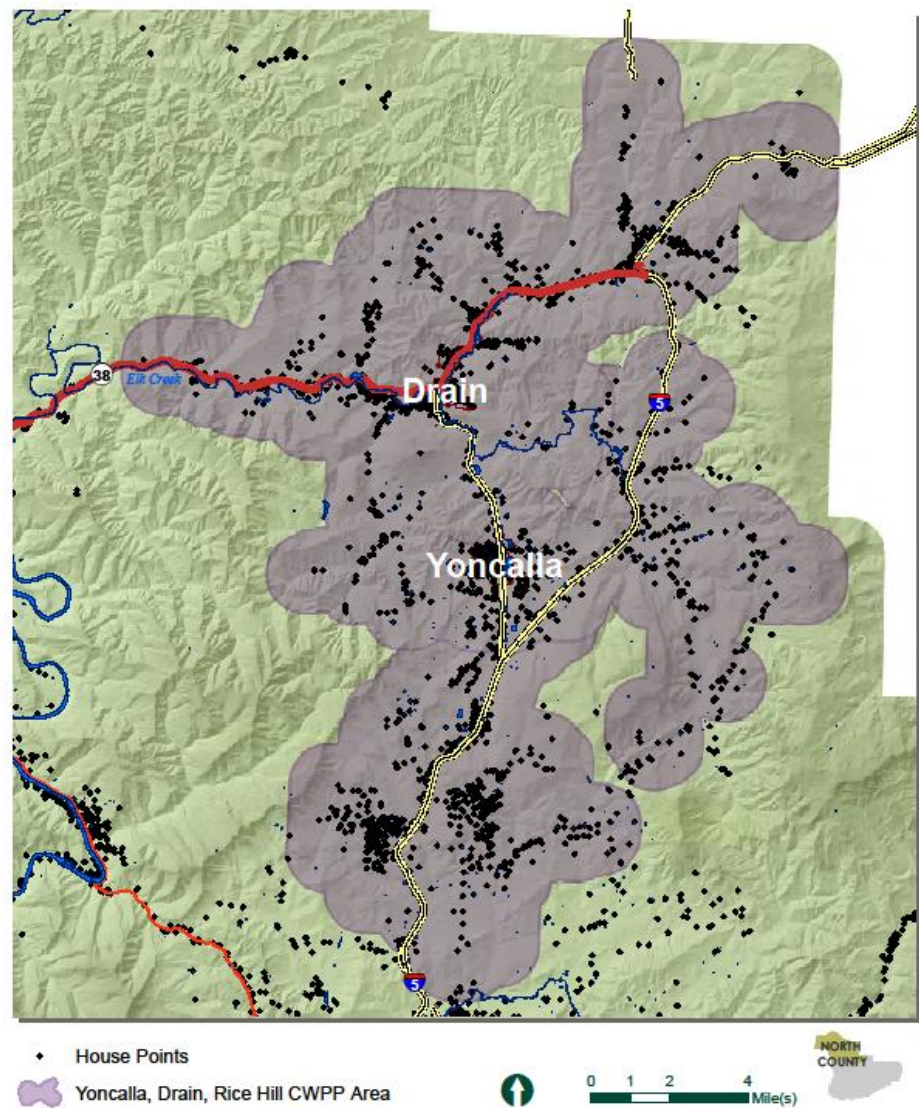 38
Elk Creek
Drain
5
Yoncalla
5
House Points
Yoncalla, Drain, Rice Hill CWPP Area
0 1 2 4
Mile(s)
NORTH
COUNTY